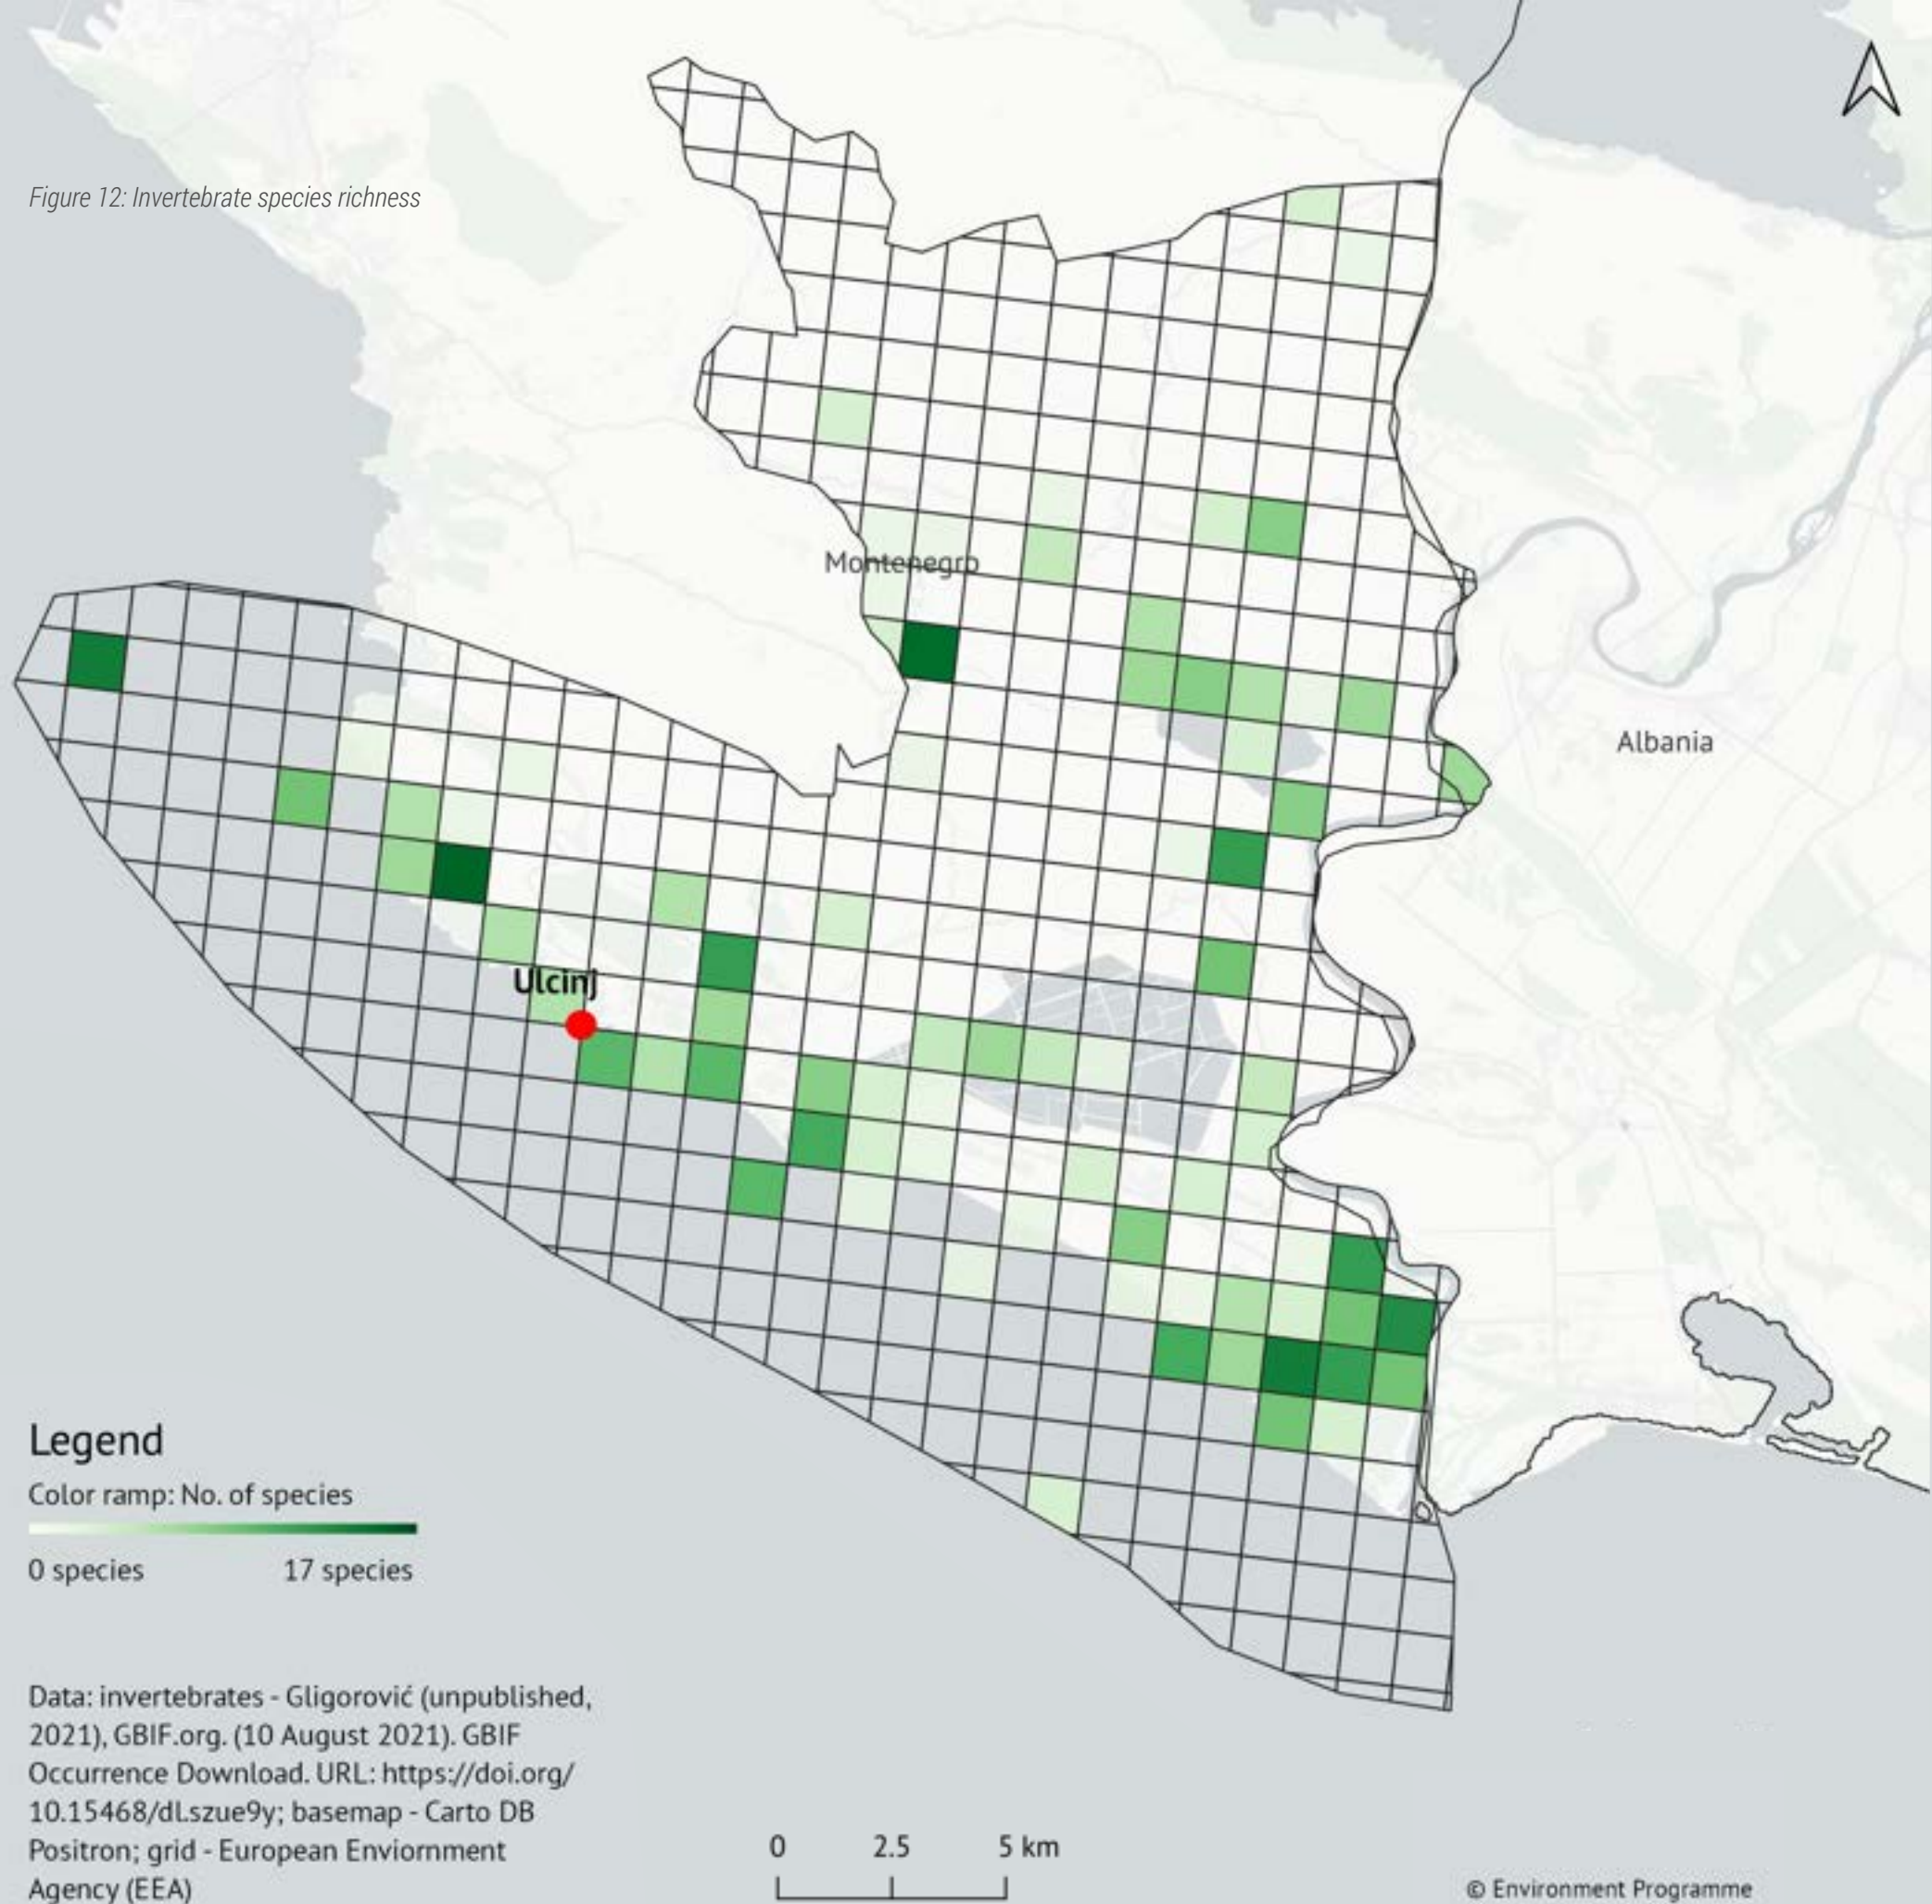 Figure 12: Invertebrate species richness
Montenegro
Albania
Ulcinj
Legend
Color ramp: No. of species
0 species 17 species
Data: invertebrates - Gligorović (unpublished,
2021), GBIF.org. (10 August 2021). GBIF
Occurrence Download. URL: https://doi.org/
10.15468/dl.szue9y; basemap - Carto DB
Positron; grid - European Enviornment
Agency (EEA)
0 2.5 5 km
© Environment Programme